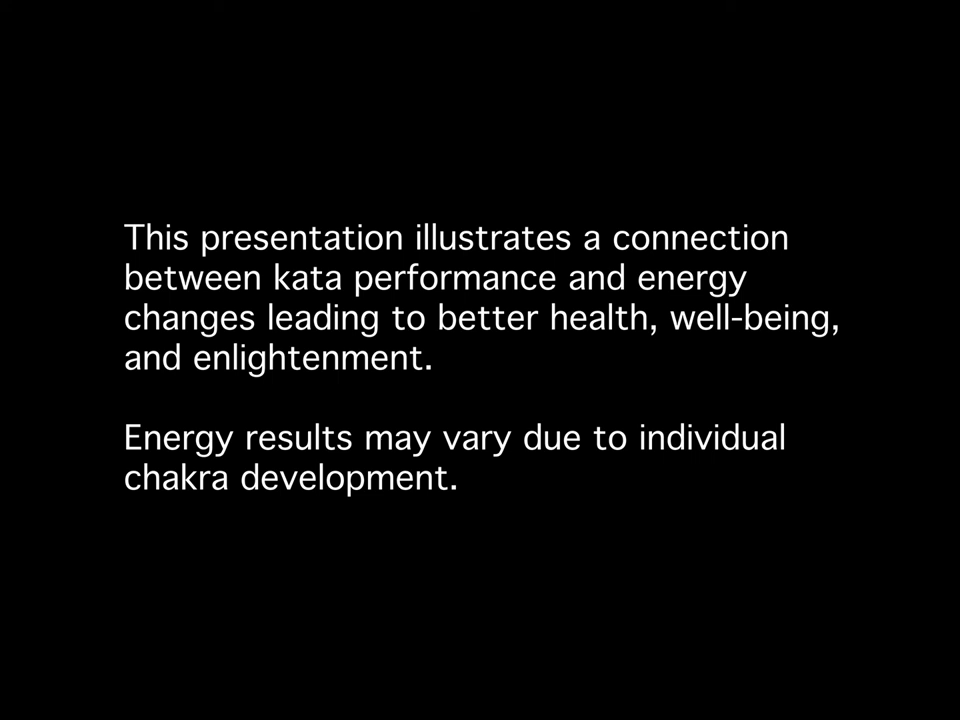 This presentation illustrates a connection
between kata performance and energy
changes leading to better health, well-being,
and enlightenment.
Energy results may vary due to individual
chakra development.